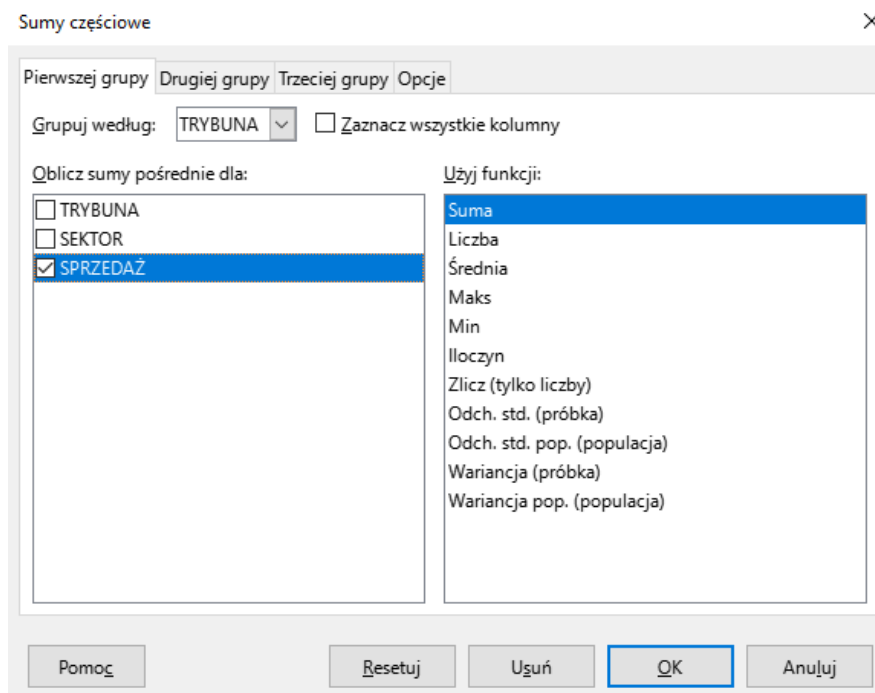 Sumy częściowe
Pierwszej grupy Drugiej grupy Trzeciej grupy Opcje
Grupuj według: TRYBUNA Zaznacz wszystkie kolumny
Oblicz sumy pośrednie dla:
TRYBUNA
SEKTOR
SPRZEDAŻ
Użyj funkcji:
Suma
Liczba
Średnia
Maks
Min
Iloczyn
Zlicz (tylko liczby)
Odch. std. (próbka)
Odch. std. pop. (populacja)
Wariancja (próbka)
Wariancja pop. (populacja)
Pomoc Resetuj Usuń OK Anuluj